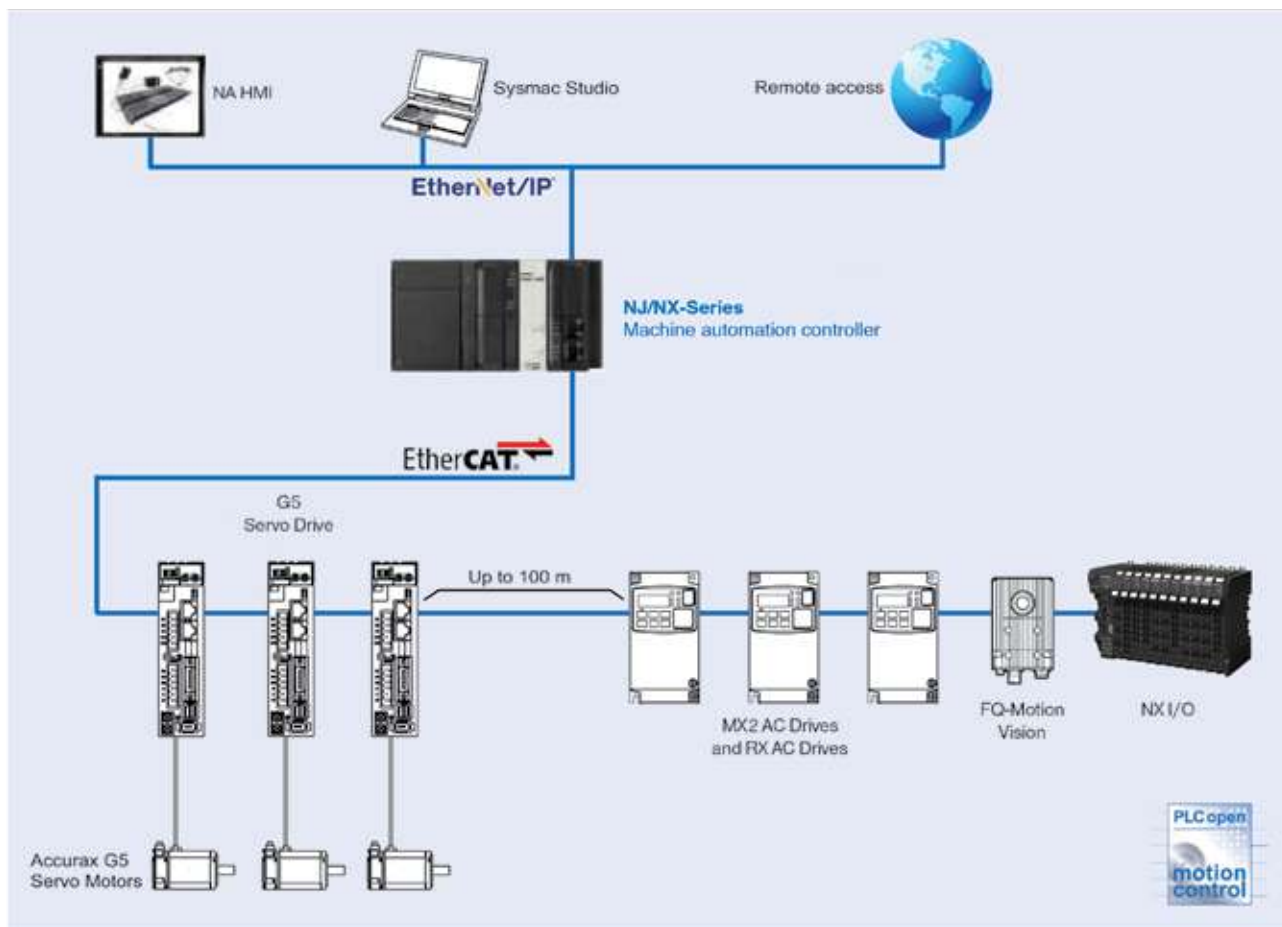 NA HMI
Sysmac Studio
Remote access
EtherNet/IP
NJ/NX-Series
Machine automation controller
EtherCAT
G5
Servo Drive
Up to 100 m
MX2 AC Drives
and RX AC Drives
FQ-Motion
Vision
NX I/O
Accurax G5
Servo Motors
PLCopen
motion
control